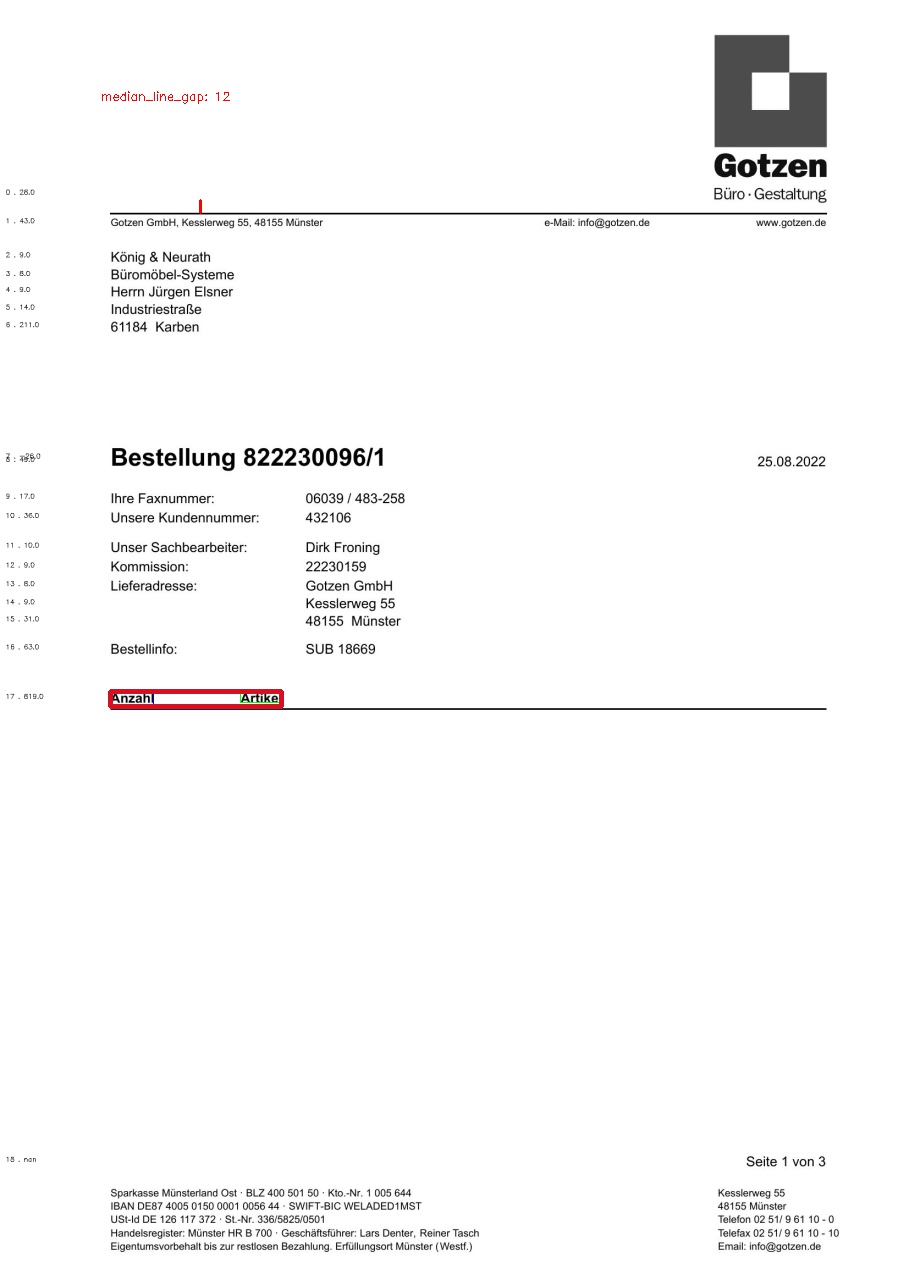 median_line_gap: 12
Gotzen
Büro · Gestaltung
0 . 28.0
1 . 43.0
Gotzen GmbH, Kesslerweg 55, 48155 Münster e-Mail: info@gotzen.de www.gotzen.de
2 . 9.0 König & Neurath
3 . 8.0 Büromöbel-Systeme
4 . 9.0 Herrn Jürgen Elsner
5 . 14.0 Industriestraße
6 . 211.0 61184 Karben
Bestellung 822230096/1 25.08.2022
9 . 17.0 Ihre Faxnummer: 06039 / 483-258
10 . 36.0 Unsere Kundennummer: 432106
11 . 10.0 Unser Sachbearbeiter: Dirk Froning
12 . 9.0 Kommission: 22230159
13 . 8.0 Lieferadresse: Gotzen GmbH
14 . 9.0 Kesslerweg 55
15 . 31.0 48155 Münster
16 . 63.0 Bestellinfo: SUB 18669
17 . 619.0 Anzahl Artike
18 . nan Seite 1 von 3
Sparkasse Münsterland Ost · BLZ 400 501 50 · Kto.-Nr. 1 005 644
IBAN DE87 4005 0150 0001 0056 44 · SWIFT-BIC WELADED1MST
USt-Id DE 126 117 372 · St.-Nr. 336/5825/0501
Handelsregister: Münster HR B 700 · Geschäftsführer: Lars Denter, Reiner Tasch
Eigentumsvorbehalt bis zur restlosen Bezahlung. Erfüllungsort Münster (Westf.)
Kesslerweg 55
48155 Münster
Telefon 02 51/ 9 61 10 - 0
Telefax 02 51/ 9 61 10 - 10
Email: info@gotzen.de